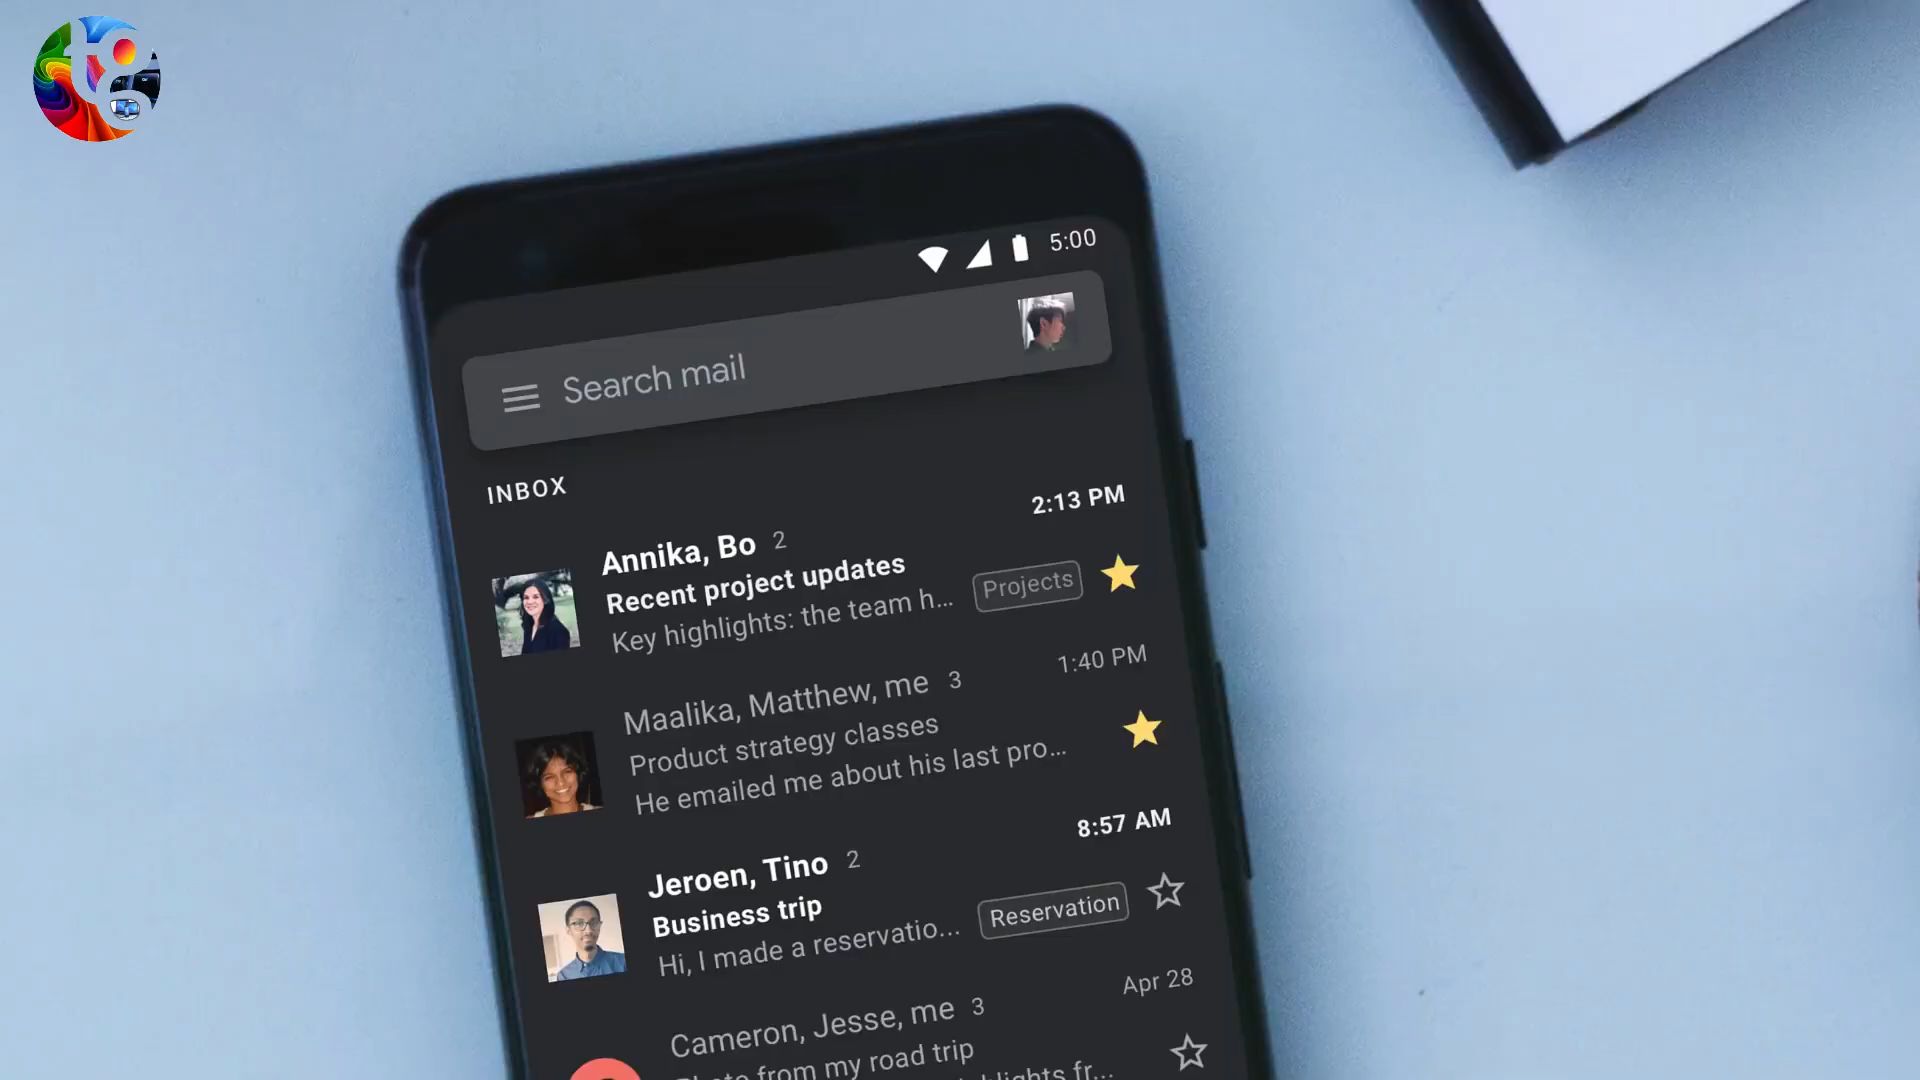 tg
5:00
Search mail
INBOX
2:13 PM
Annika, Bo 2
Recent project updates
Key highlights: the team h...
Projects
1:40 PM
Maalika, Matthew, me 3
Product strategy classes
He emailed me about his last pro...
8:57 AM
Jeroen, Tino 2
Business trip
Hi, I made a reservatio...
Reservation
Apr 28
Cameron, Jesse, me 3
Photo from my road trip